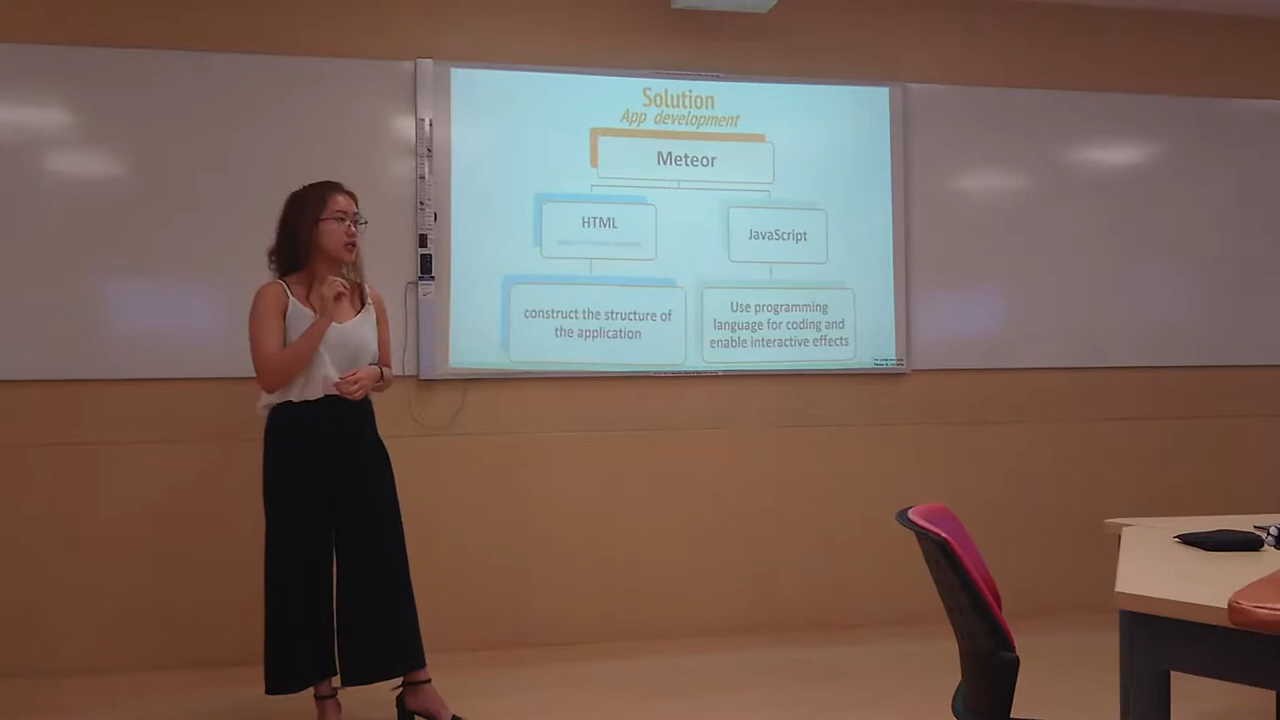 Solution
App development
Meteor
HTML
JavaScript
construct the structure of
the application
Use programming
language for coding and
enable interactive effects